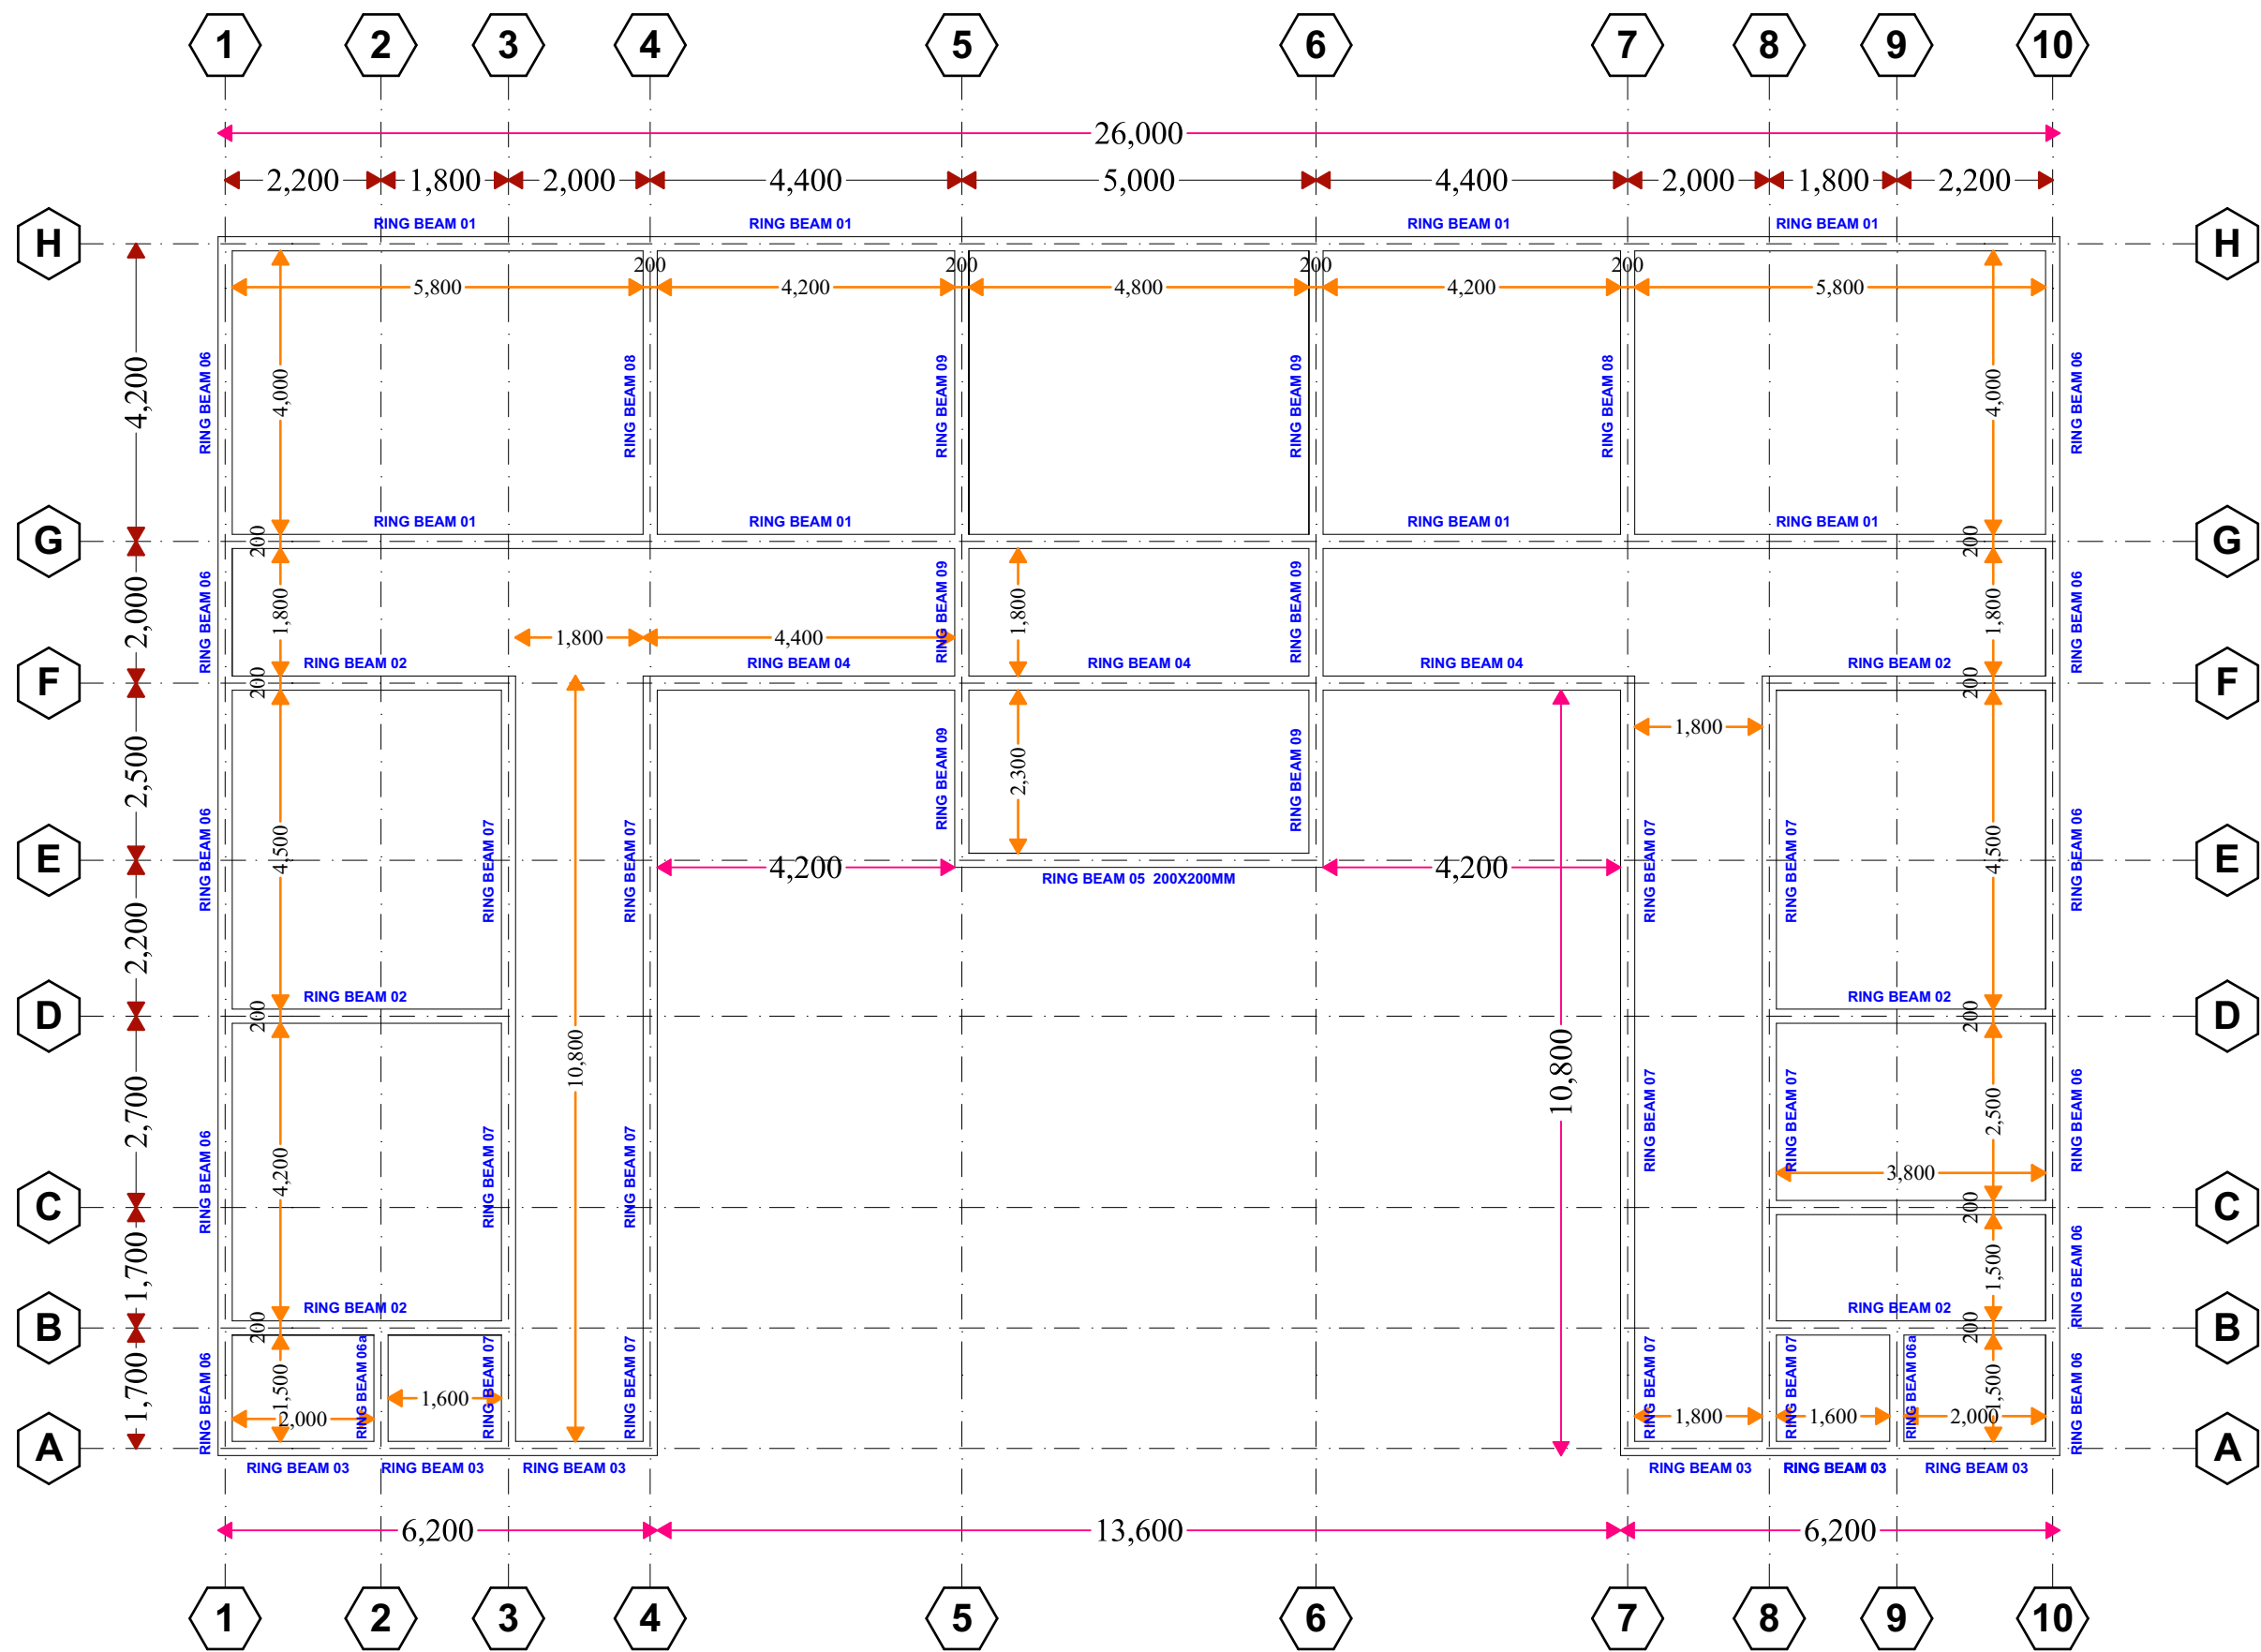 1 2 3 4 5 6 7 8 9 10
26,000
2,200 1,800 2,000 4,400 5,000 4,400 2,000 1,800 2,200
RING BEAM 01 RING BEAM 01 RING BEAM 01 RING BEAM 01
H H
200 200 200 200
5,800 4,200 4,800 4,200 5,800
4,200 RING BEAM 06 4,000 RING BEAM 08 RING BEAM 09 RING BEAM 09 RING BEAM 08 4,000 RING BEAM 06
RING BEAM 01 RING BEAM 01 RING BEAM 01 RING BEAM 01
G 200 200 G
2,000 RING BEAM 06 1,800 RING BEAM 09 1,800 RING BEAM 09 1,800 RING BEAM 06
1,800 4,400
RING BEAM 02 RING BEAM 04 RING BEAM 04 RING BEAM 04 RING BEAM 02
F 200 200 F
1,800
2,500 RING BEAM 09 2,300 RING BEAM 09
RING BEAM 06 4,500 RING BEAM 07 RING BEAM 07 RING BEAM 07 RING BEAM 07 4,500 RING BEAM 06
E 4,200 4,200 E
RING BEAM 05 200X200MM
2,200
RING BEAM 02 RING BEAM 02
D 200 200 D
10,800 10,800
2,700 RING BEAM 07 RING BEAM 07 2,500 RING BEAM 06
RING BEAM 06 4,200 RING BEAM 07 RING BEAM 07 3,800
C 200 C
1,700 1,500 RING BEAM 06
RING BEAM 02 RING BEAM 02
B 200 200 B
1,700 RING BEAM 06 1,500 RING BEAM 06a RING BEAM 07 RING BEAM 07 RING BEAM 07 RING BEAM 07 RING BEAM 06a 1,500 RING BEAM 06
2,000 1,600 1,800 1,600 2,000
A A
RING BEAM 03 RING BEAM 03 RING BEAM 03 RING BEAM 03 RING BEAM 03 RING BEAM 03
6,200 13,600 6,200
1 2 3 4 5 6 7 8 9 10